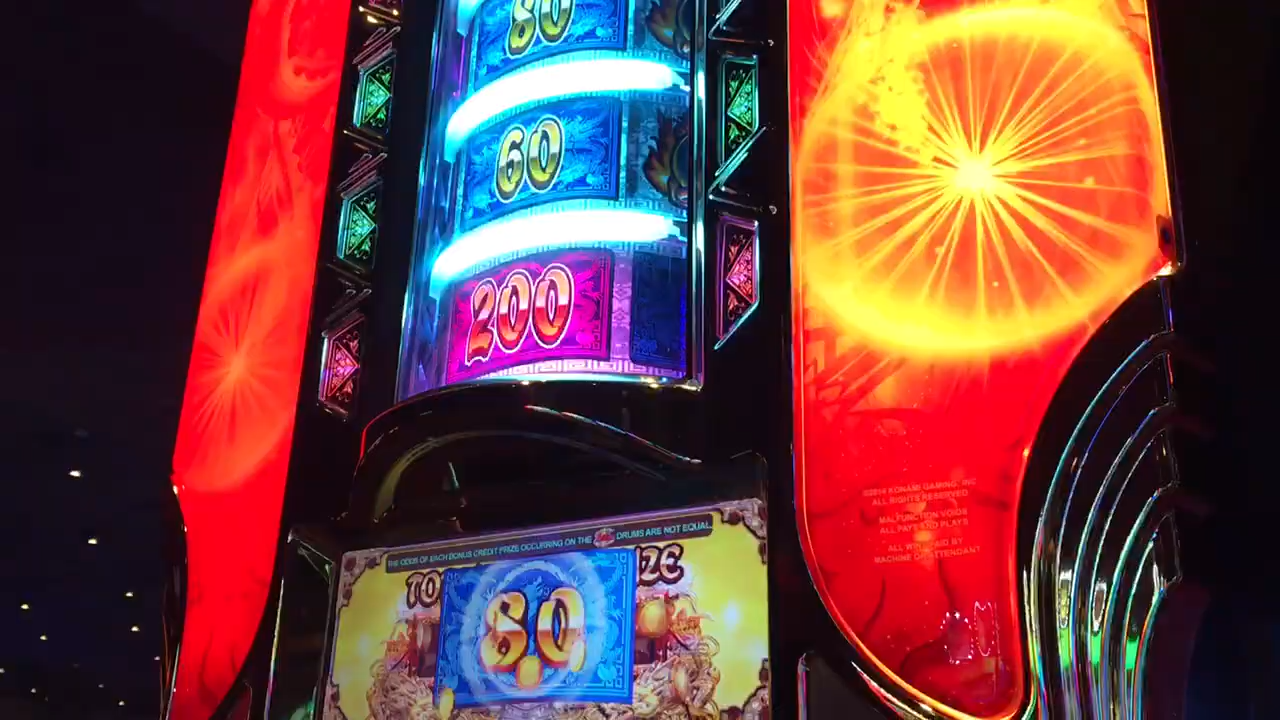 80
60
200
THE ODDS OF EACH BONUS CREDIT PRIZE OCCURRING ON THE DRUMS ARE NOT EQUAL.
80
©2014 KONAMI GAMING, INC
ALL RIGHTS RESERVED
MALFUNCTION VOIDS
ALL PAYS AND PLAYS
ALL WINS PAID BY
MACHINE OR ATTENDANT